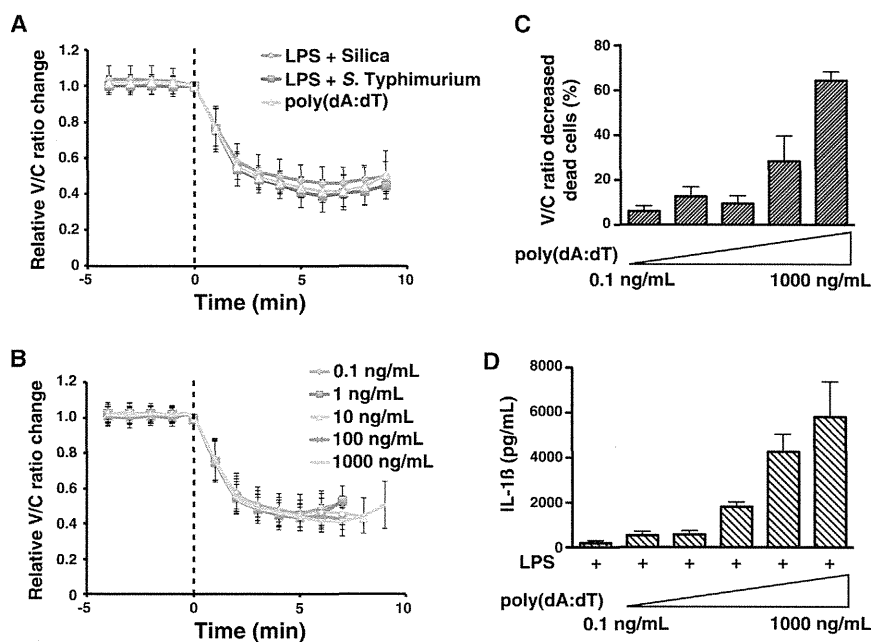 A
Relative V/C ratio change
1.2
1.0
0.8
0.6
0.4
0.2
0
-5
0
5
10
Time (min)
LPS + Silica
LPS + S. Typhimurium
poly(dA:dT)
B
Relative V/C ratio change
1.2
1.0
0.8
0.6
0.4
0.2
0
-5
0
5
10
Time (min)
0.1 ng/mL
1 ng/mL
10 ng/mL
100 ng/mL
1000 ng/mL
C
V/C ratio decreased
dead cells (%)
80
60
40
20
0
poly(dA:dT)
0.1 ng/mL
1000 ng/mL
D
IL-1ß (pg/mL)
8000
6000
4000
2000
0
LPS + + + + + +
poly(dA:dT)
0.1 ng/mL
1000 ng/mL